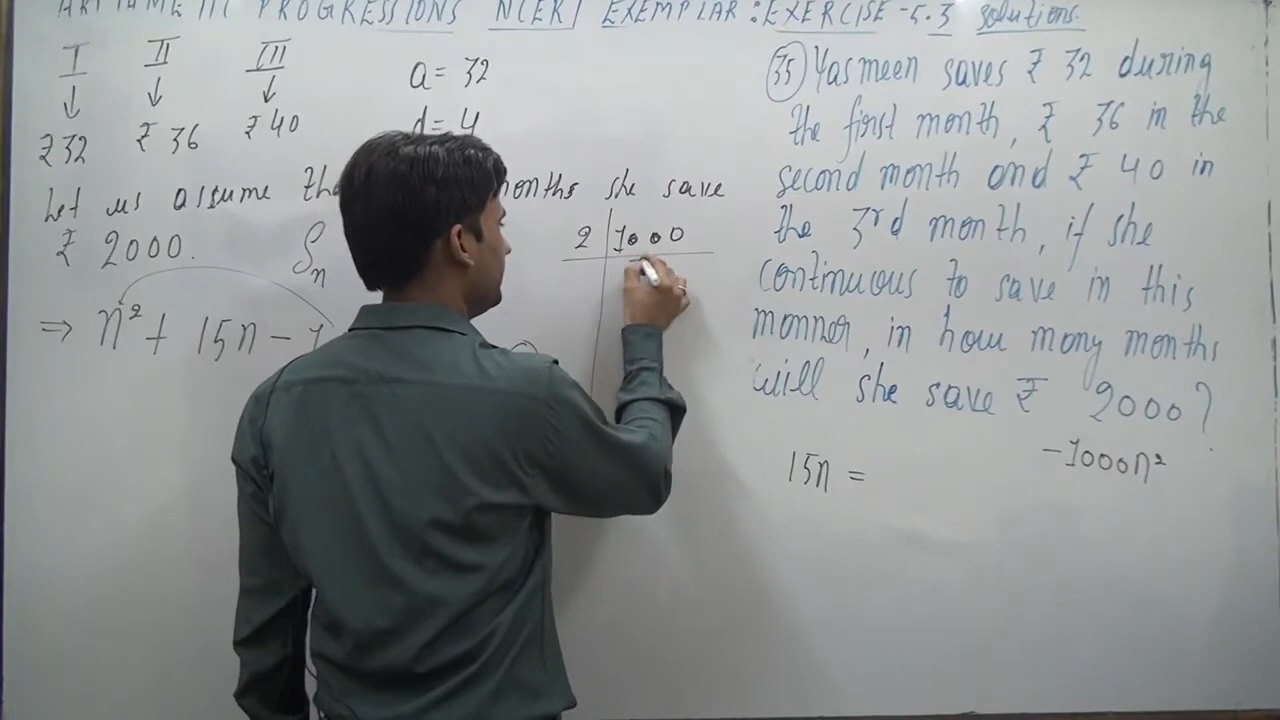 ARITHMETIC PROGRESSIONS NCERT EXEMPLAR : EXERCISE - 5.3 solutions.
I II III
↓ ↓ ↓
₹32 ₹ 36 ₹ 40
a = 32
d = 4
Let us assume months she save
₹ 2000. Sn
⇒ n² + 15n -
2 | 1000
35 Yasmeen saves ₹ 32 during
the first month, ₹ 36 in the
second month and ₹ 40 in
the 3rd month, if she
continuous to save in this
manner, in how many months
will she save ₹ 2000?
15n =
-1000n²